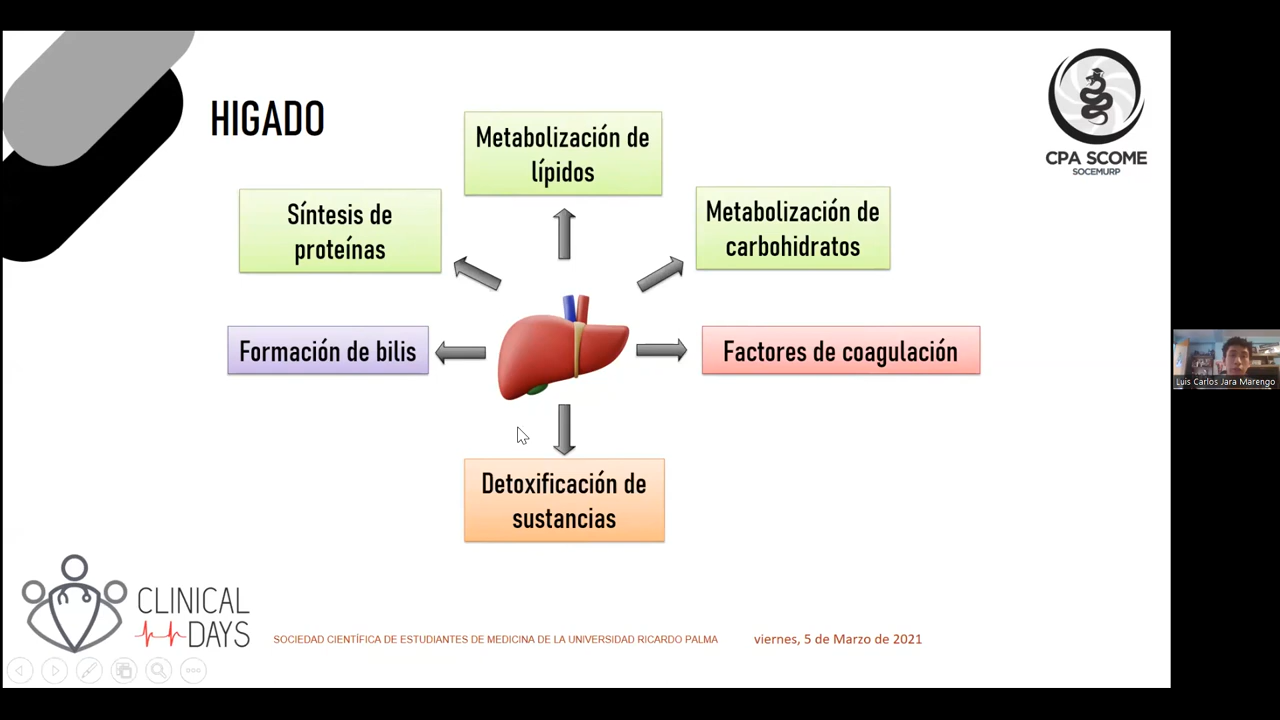 HIGADO
Metabolización de
lípidos
Síntesis de
proteínas
Metabolización de
carbohidratos
Formación de bilis
Factores de coagulación
Detoxificación de
sustancias
CPA SCOME
SOCEMURP
CLINICAL
DAYS
SOCIEDAD CIENTÍFICA DE ESTUDIANTES DE MEDICINA DE LA UNIVERSIDAD RICARDO PALMA
viernes, 5 de Marzo de 2021
Luis Carlos Jara Marengo